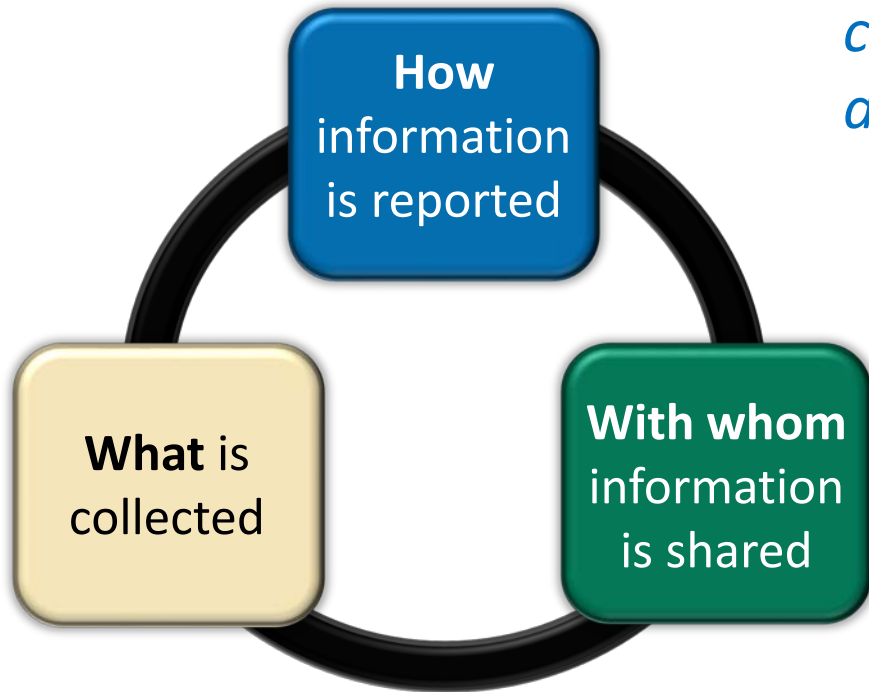 How
information
is reported
What is
collected
With whom
information
is shared